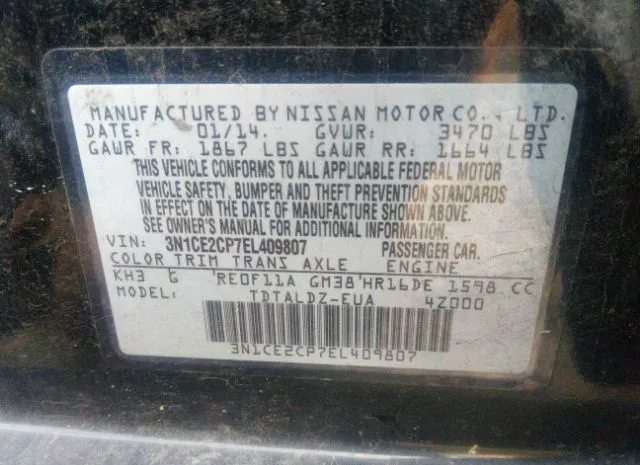 MANUFACTURED BY NISSAN MOTOR CO., LTD.
DATE: 01/14. GVWR: 3470 LBS
GAWR FR: 1867 LBS GAWR RR: 1664 LBS
THIS VEHICLE CONFORMS TO ALL APPLICABLE FEDERAL MOTOR
VEHICLE SAFETY, BUMPER AND THEFT PREVENTION STANDARDS
IN EFFECT ON THE DATE OF MANUFACTURE SHOWN ABOVE.
SEE OWNER'S MANUAL FOR ADDITIONAL INFORMATION.
VIN: 3N1CE2CP7EL409807 PASSENGER CAR.
COLOR TRIM TRANS AXLE ENGINE
KH3 G RE0F11A GM38 HR16DE 1598 CC
MODEL: TDTALDZ-EUA 4Z000
3N1CE2CP7EL409807